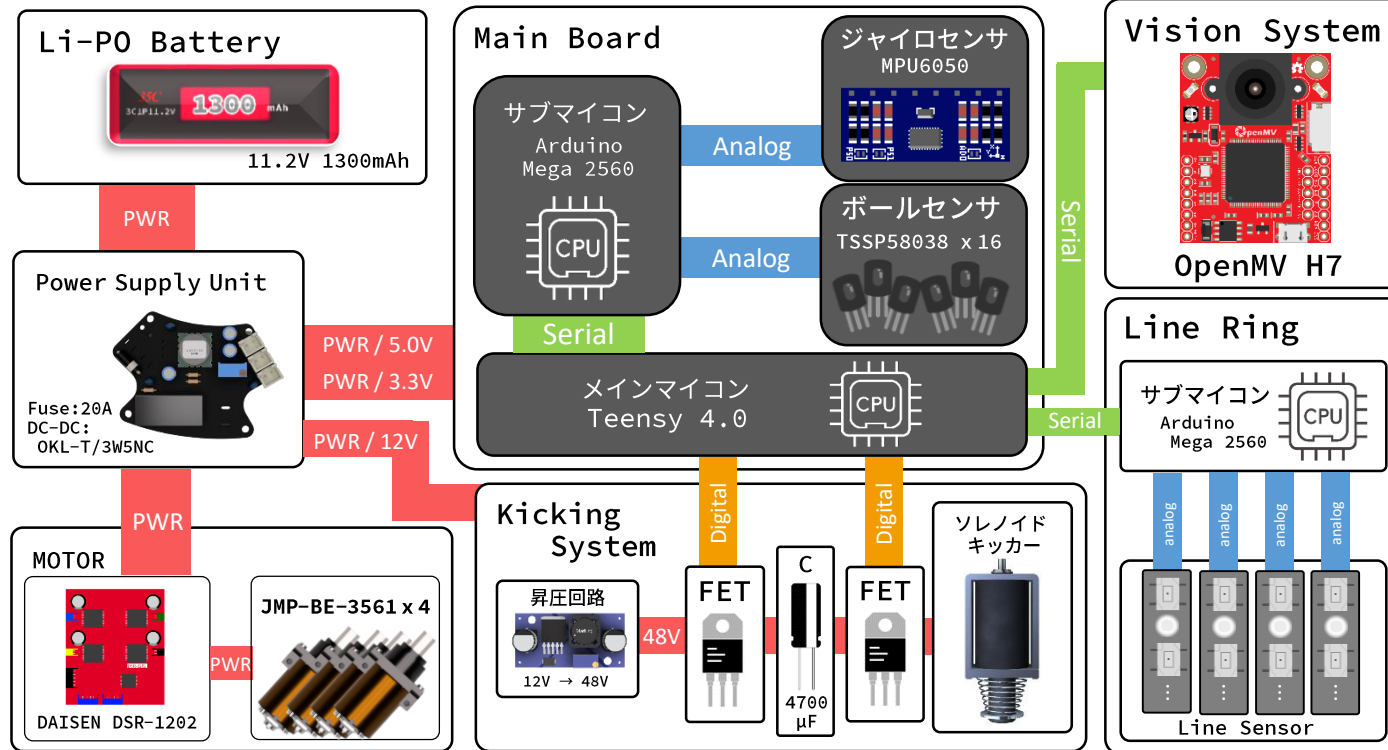 Li-PO Battery
35C
3C1P11.2V
1300 mAh
11.2V 1300mAh
PWR
Power Supply Unit
Fuse:20A
DC-DC:
OKL-T/3W5NC
PWR / 5.0V
PWR / 3.3V
PWR / 12V
PWR
MOTOR
DAISEN DSR-1202
PWR
JMP-BE-3561 x 4
Main Board
サブマイコン
Arduino
Mega 2560
CPU
Analog
Analog
ジャイロセンサ
MPU6050
ボールセンサ
TSSP58038 x 16
Serial
メインマイコン
Teensy 4.0
CPU
Serial
Serial
Digital
Digital
Kicking
System
昇圧回路
12V → 48V
48V
FET
C
4700
μF
FET
ソレノイド
キッカー
Vision System
OpenMV
OpenMV H7
Line Ring
サブマイコン
Arduino
Mega 2560
CPU
analog
analog
analog
analog
Line Sensor